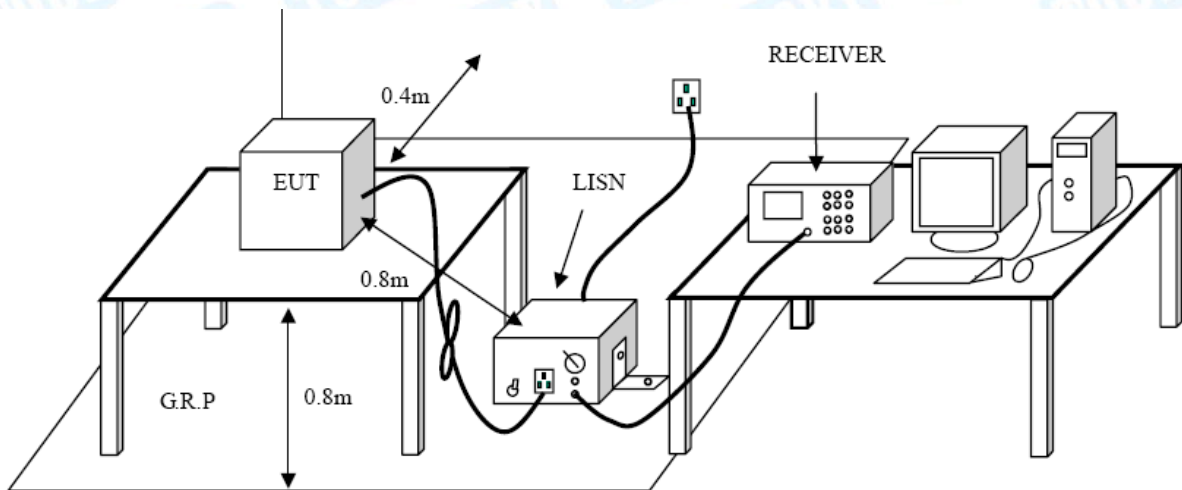 RECEIVER
0.4m
EUT
LISN
0.8m
G.R.P
0.8m